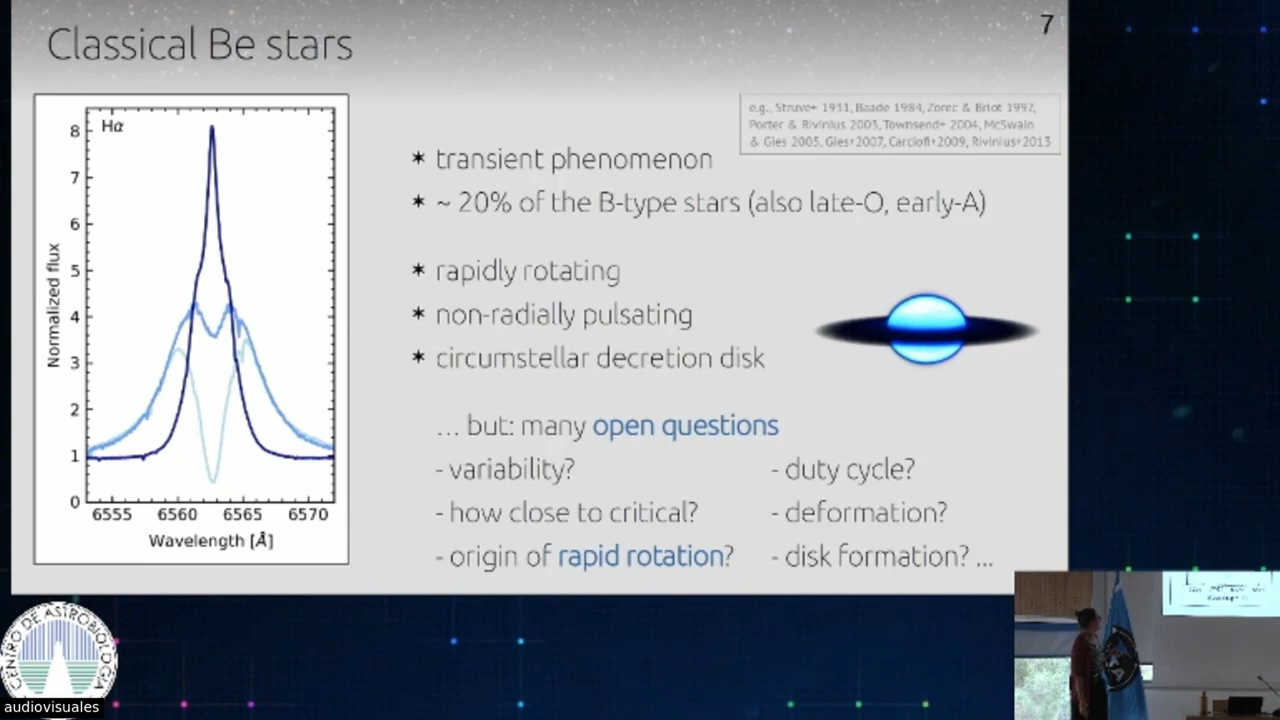 Classical Be stars
7
Hα
8
7
6
5
4
3
2
1
0
Normalized flux
6555 6560 6565 6570
Wavelength [Å]
e.g., Struve+ 1931, Baade 1984, Zorec & Briot 1997,
Porter & Rivinius 2003, Townsend+ 2004, McSwain
& Gies 2005, Gies+2007, Carciofi+2009, Rivinius+2013
* transient phenomenon
* ~ 20% of the B-type stars (also late-O, early-A)
* rapidly rotating
* non-radially pulsating
* circumstellar decretion disk
... but: many open questions
- variability?
- duty cycle?
- how close to critical?
- deformation?
- origin of rapid rotation?
- disk formation? ...
CENTRO DE ASTROBIOLOGÍA
audiovisuales